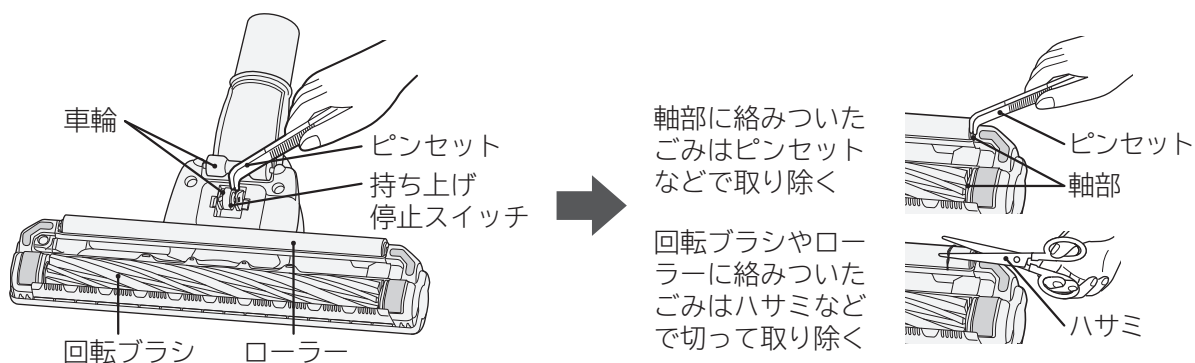 車輪
ピンセット
持ち上げ
停止スイッチ
回転ブラシ
ローラー
軸部に絡みついた
ごみはピンセット
などで取り除く
ピンセット
軸部
回転ブラシやロー
ラーに絡みついた
ごみはハサミなど
で切って取り除く
ハサミ